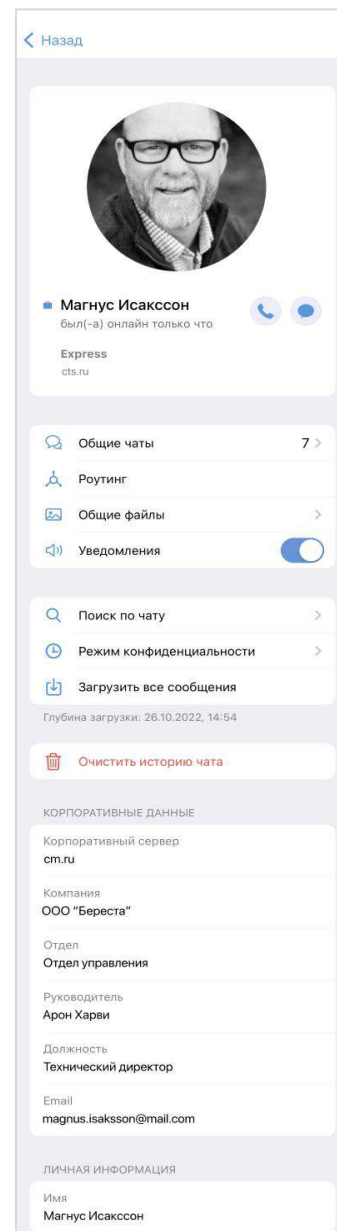 Назад
Магнус Исакссон
был(-а) онлайн только что
Express
cts.ru
Общие чаты 7
Роутинг
Общие файлы
Уведомления
Поиск по чату
Режим конфиденциальности
Загрузить все сообщения
Глубина загрузки: 26.10.2022, 14:54
Очистить историю чата
КОРПОРАТИВНЫЕ ДАННЫЕ
Корпоративный сервер
cm.ru
Компания
ООО "Береста"
Отдел
Отдел управления
Руководитель
Арон Харви
Должность
Технический директор
Email
magnus.isaksson@mail.com
ЛИЧНАЯ ИНФОРМАЦИЯ
Имя
Магнус Исакссон